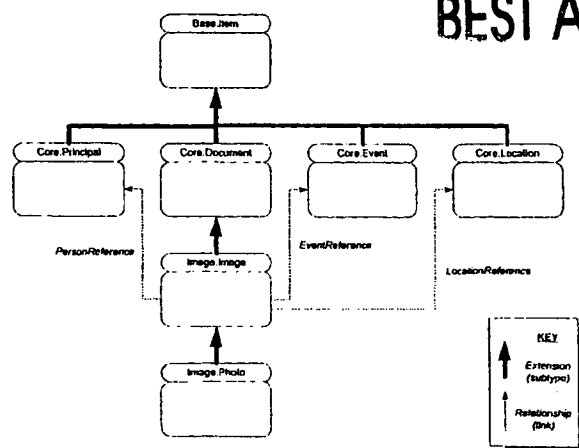 BEST A
Base.Item
Core.Principal
Core.Document
Core.Event
Core.Location
PersonReference
EventReference
LocationReference
Image.Image
Image.Photo
KEY
Extension
(subtype)
Relationship
(link)